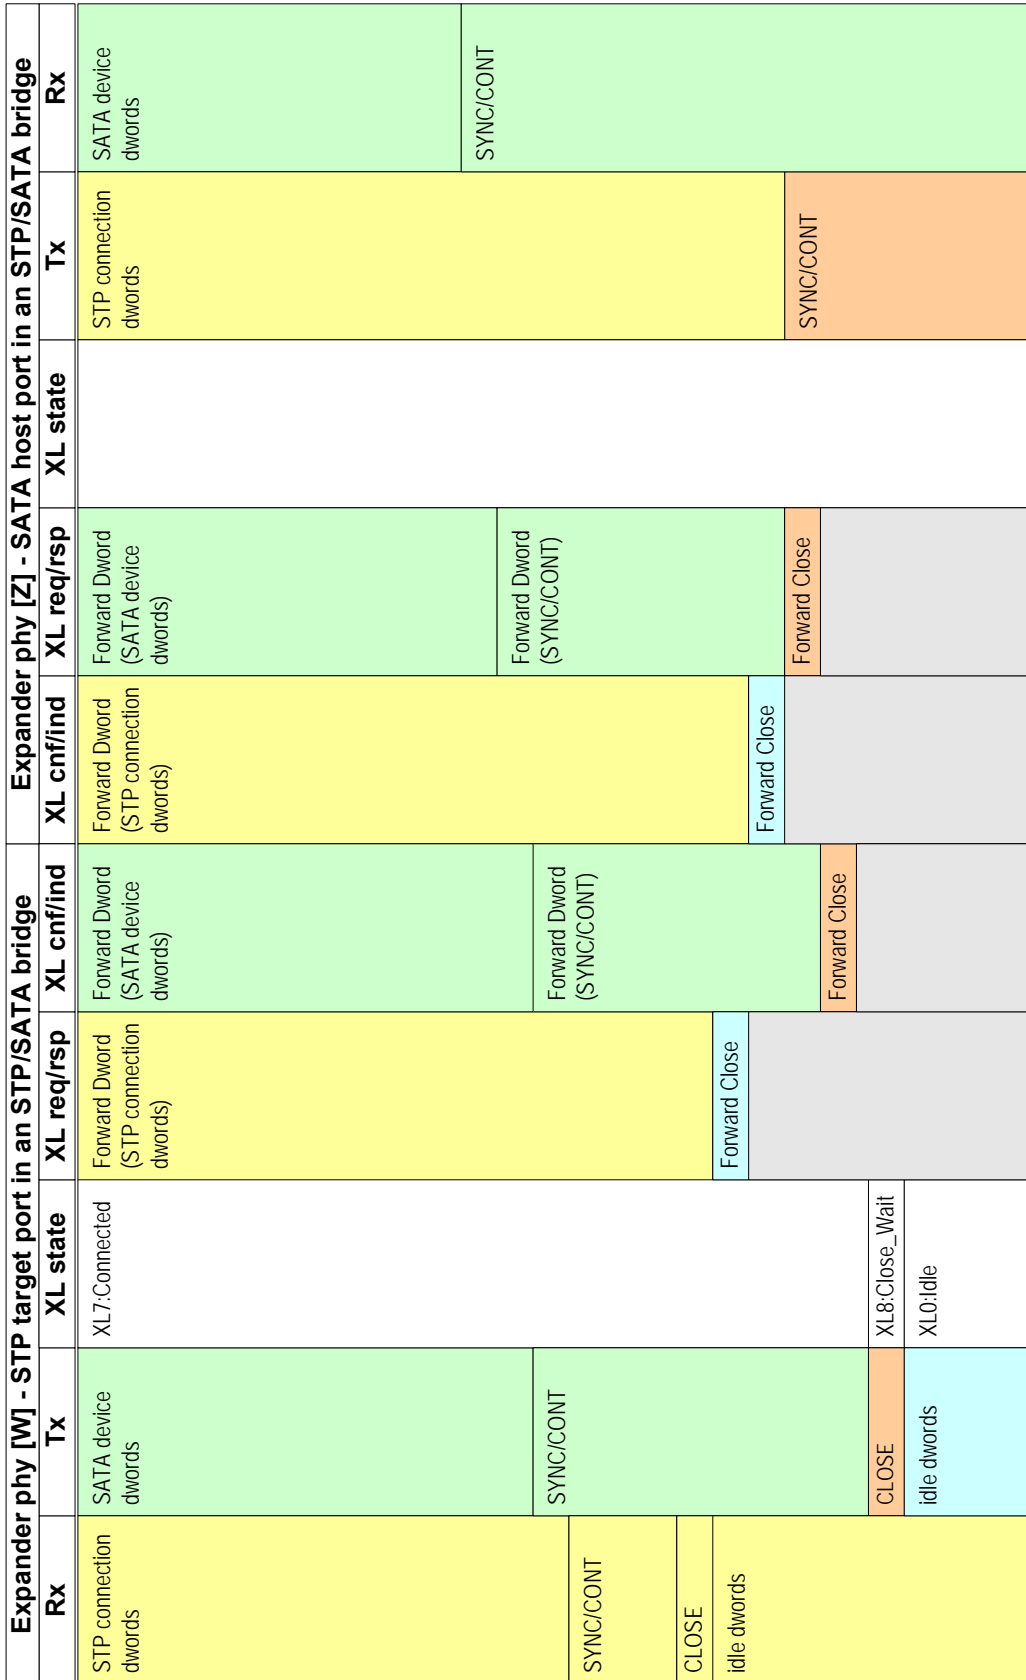 Expander phy [W] - STP target port in an STP/SATA bridge
Expander phy [Z] - SATA host port in an STP/SATA bridge
Rx
Tx
XL state
XL req/rsp
XL cnf/ind
XL cnf/ind
XL req/rsp
XL state
Tx
Rx
STP connection
dwords
SYNC/CONT
CLOSE
idle dwords
SATA device
dwords
SYNC/CONT
CLOSE
idle dwords
XL7:Connected
XL8:Close_Wait
XL0:Idle
Forward Dword
(STP connection
dwords)
Forward Close
Forward Dword
(SATA device
dwords)
Forward Dword
(SYNC/CONT)
Forward Close
Forward Dword
(STP connection
dwords)
Forward Close
Forward Dword
(SATA device
dwords)
Forward Dword
(SYNC/CONT)
Forward Close
STP connection
dwords
SYNC/CONT
SATA device
dwords
SYNC/CONT